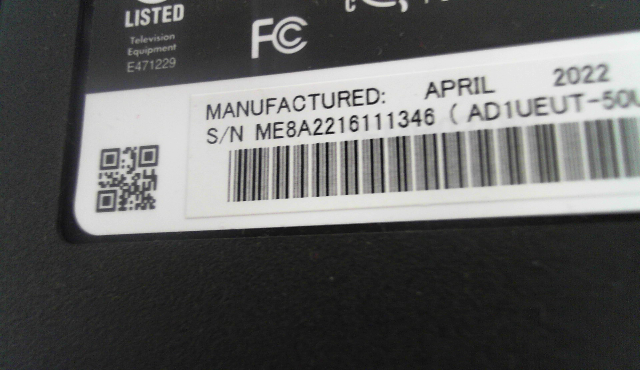 LISTED
Television
Equipment
E471229
FC
MANUFACTURED: APRIL 2022
S/N ME8A2216111346 ( AD1UEUT-50U